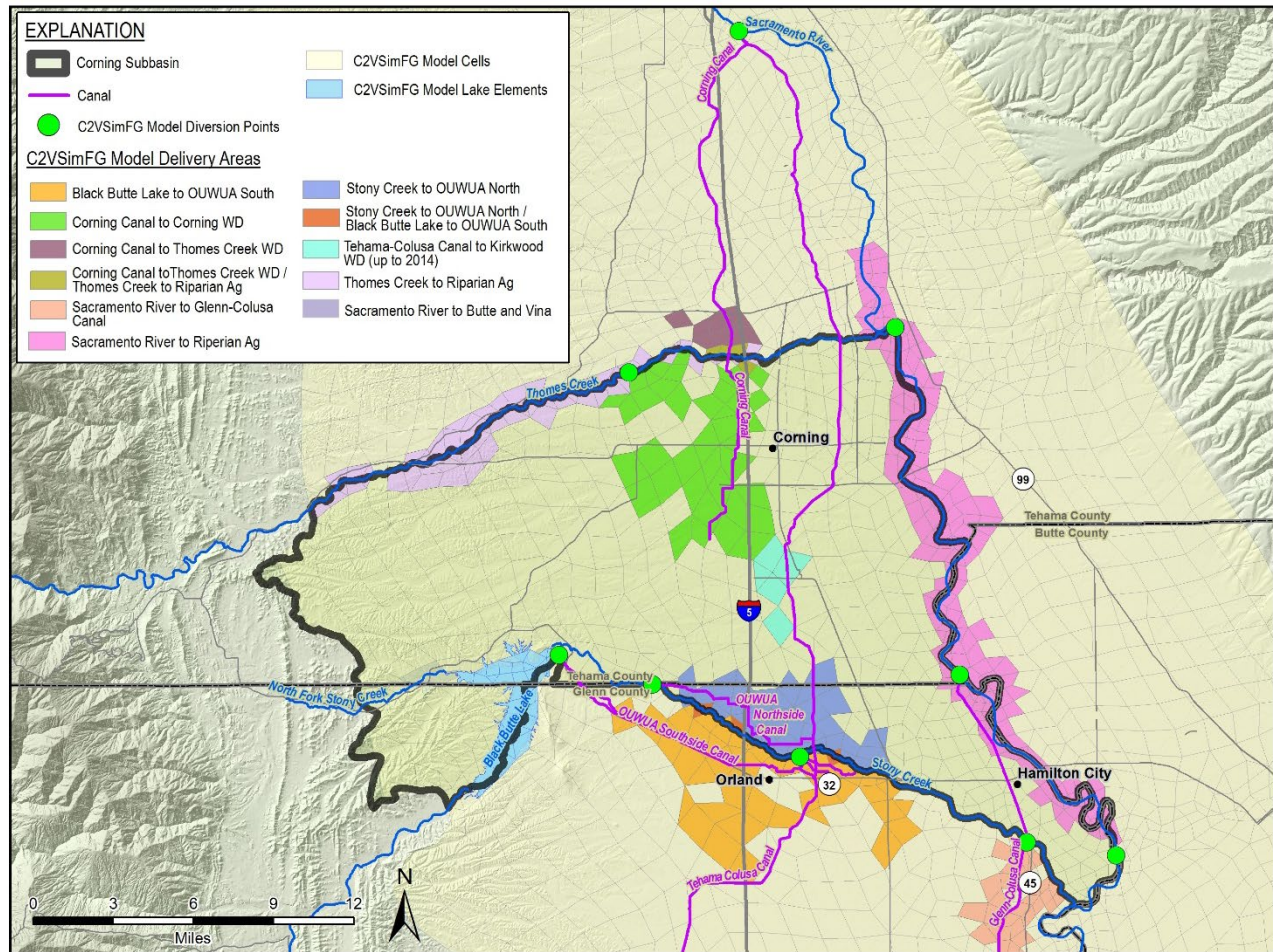 EXPLANATION
Corning Subbasin
Canal
C2VSimFG Model Diversion Points
C2VSimFG Model Cells
C2VSimFG Model Lake Elements
C2VSimFG Model Delivery Areas
Black Butte Lake to OUWUA South
Corning Canal to Corning WD
Corning Canal to Thomes Creek WD
Corning Canal toThomes Creek WD /
Thomes Creek to Riparian Ag
Sacramento River to Glenn-Colusa
Canal
Sacramento River to Riperian Ag
Stony Creek to OUWUA North
Stony Creek to OUWUA North /
Black Butte Lake to OUWUA South
Tehama-Colusa Canal to Kirkwood
WD (up to 2014)
Thomes Creek to Riparian Ag
Sacramento River to Butte and Vina
Sacramento River
Corning Canal
Thomes Creek
Corning Canal
Corning
99
Tehama County
Butte County
5
North Fork Stony Creek
Black Butte Lake
Tehama County
Glenn County
OUWUA
Northside
Canal
OUWUA Southside Canal
Stony Creek
Orland
32
Hamilton City
Tehama Colusa Canal
Glenn-Colusa Canal
45
N
0 3 6 9 12
Miles